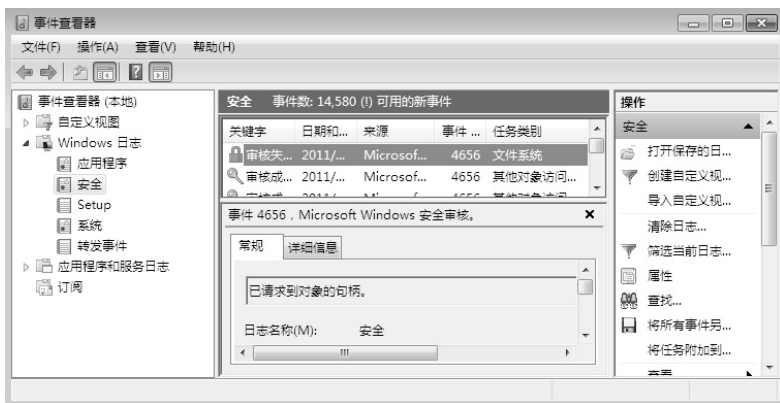 事件查看器
文件(F) 操作(A) 查看(V) 帮助(H)
事件查看器 (本地)
自定义视图
Windows 日志
应用程序
安全
Setup
系统
转发事件
应用程序和服务日志
订阅
安全 事件数: 14,580 (!) 可用的新事件
关键字 日期和... 来源 事件 ... 任务类别
审核失... 2011/... Microsof... 4656 文件系统
审核成... 2011/... Microsof... 4656 其他对象访问...
事件 4656，Microsoft Windows 安全审核。
常规 详细信息
已请求到对象的句柄。
日志名称(M): 安全
操作
安全
打开保存的日...
创建自定义视...
导入自定义视...
清除日志...
筛选当前日志...
属性
查找...
将所有事件另...
将任务附加到...
查看